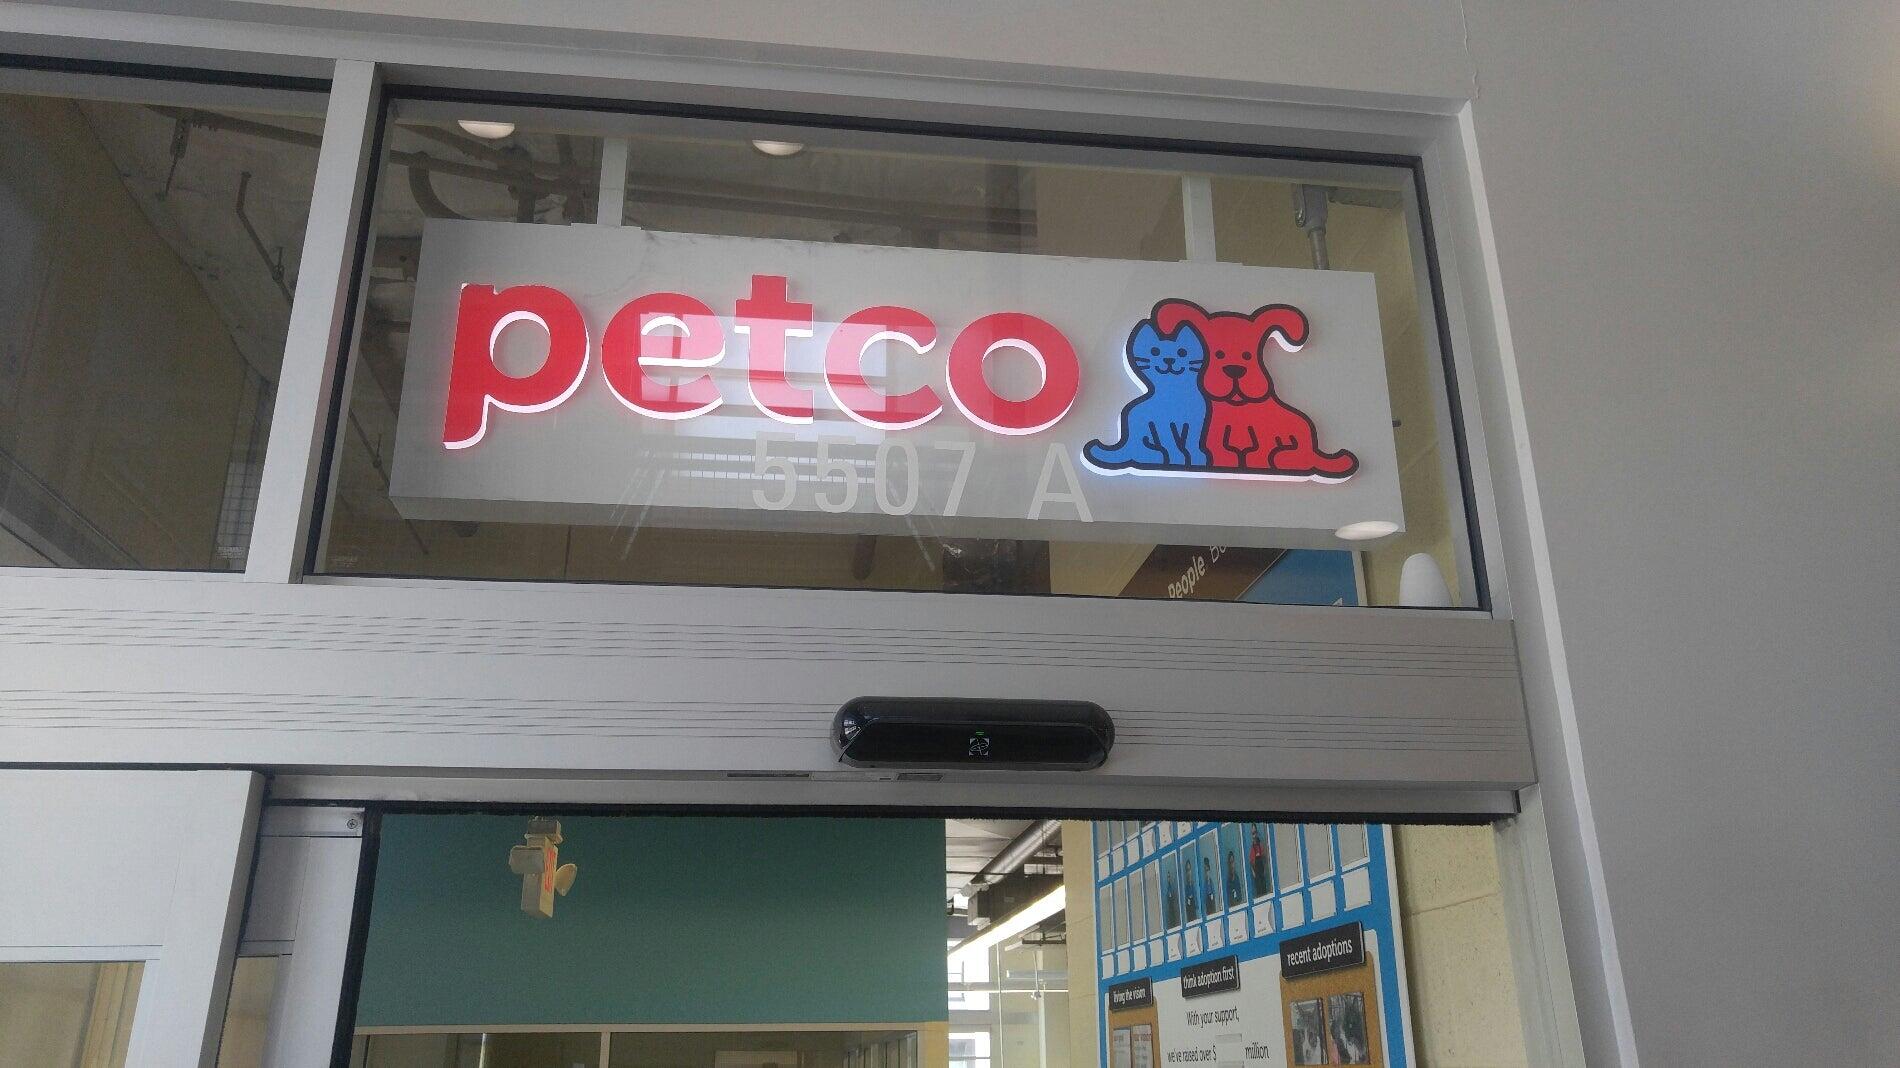 petco
5507 A
People
recent adoptions
think adoption first
living the vision
With your support,
we've raised over $ million